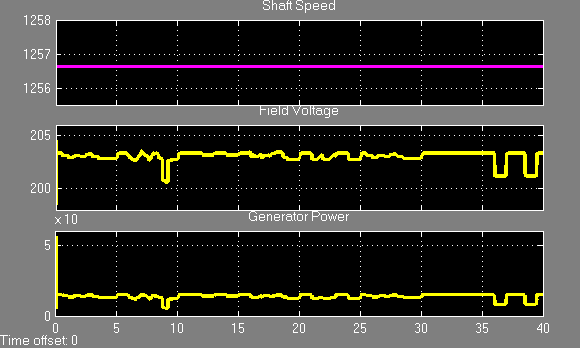 Shaft Speed
1258
1257
1256
Field Voltage
205
200
x 10
Generator Power
5
0
0 5 10 15 20 25 30 35 40
Time offset: 0